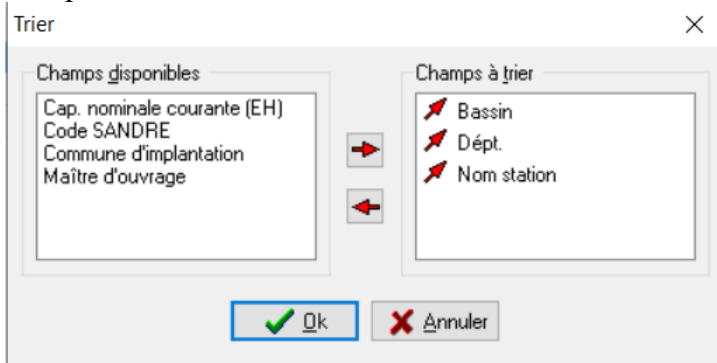 Trier
Champs disponibles
Cap. nominale courante (EH)
Code SANDRE
Commune d'implantation
Maître d'ouvrage
Champs à trier
Bassin
Dépt.
Nom station
Ok
Annuler